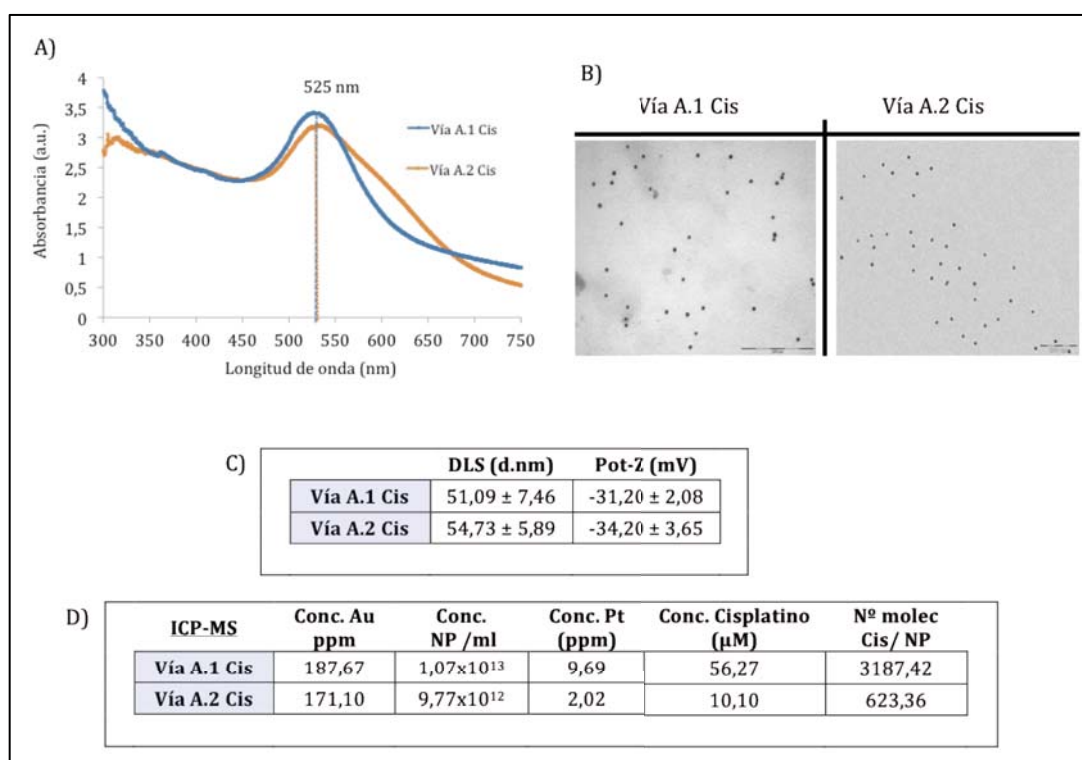 A)
525 nm
4
3,5
3
2,5
2
1,5
1
0,5
0
Absorbancia (a.u.)
Vía A.1 Cis
Vía A.2 Cis
300 350 400 450 500 550 600 650 700 750
Longitud de onda (nm)
B)
Vía A.1 Cis Vía A.2 Cis
C)
DLS (d.nm) Pot-Z (mV)
Vía A.1 Cis 51,09 ± 7,46 -31,20 ± 2,08
Vía A.2 Cis 54,73 ± 5,89 -34,20 ± 3,65
D)
ICP-MS Conc. Au ppm Conc. NP /ml Conc. Pt (ppm) Conc. Cisplatino (μM) Nº molec Cis/ NP
Vía A.1 Cis 187,67 1,07x10¹³ 9,69 56,27 3187,42
Vía A.2 Cis 171,10 9,77x10¹² 2,02 10,10 623,36